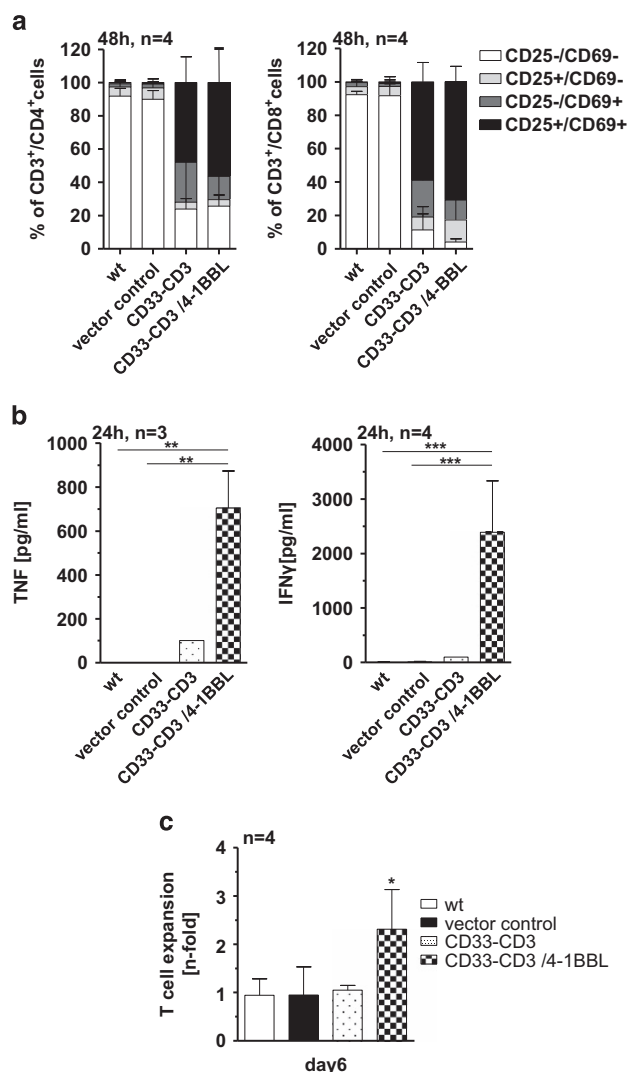 a
48h, n=4
% of CD3⁺/CD4⁺cells
120
100
80
60
40
20
0
wt
vector control
CD33-CD3
CD33-CD3 /4-1BBL
48h, n=4
% of CD3⁺/CD8⁺cells
120
100
80
60
40
20
0
wt
vector control
CD33-CD3
CD33-CD3 /4-BBL
CD25-/CD69-
CD25+/CD69-
CD25-/CD69+
CD25+/CD69+
b
24h, n=3
TNF [pg/ml]
1000
800
600
400
200
0
**
**
wt
vector control
CD33-CD3
CD33-CD3 /4-1BBL
24h, n=4
IFNγ[pg/ml]
4000
3000
2000
1000
0
***
***
wt
vector control
CD33-CD3
CD33-CD3 /4-1BBL
c
n=4
T cell expansion
[n-fold]
4
3
2
1
0
*
day6
wt
vector control
CD33-CD3
CD33-CD3 /4-1BBL